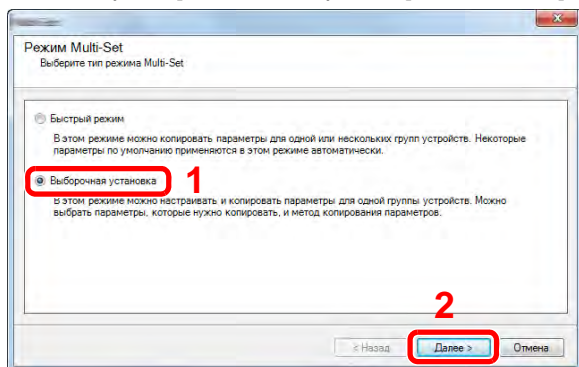 Режим Multi-Set
Выберите тип режима Multi-Set
Быстрый режим
В этом режиме можно копировать параметры для одной или нескольких групп устройств. Некоторые
параметры по умолчанию применяются в этом режиме автоматически.
Выборочная установка
1
В этом режиме можно настраивать и копировать параметры для одной группы устройств. Можно
выбрать параметры, которые нужно копировать, и метод копирования параметров.
2
< Назад
Далее >
Отмена